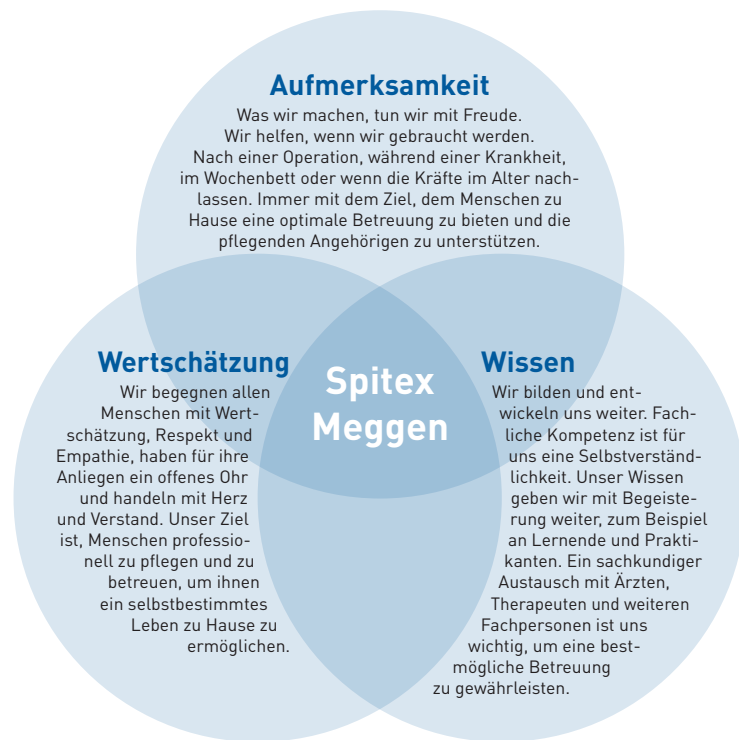 Aufmerksamkeit
Was wir machen, tun wir mit Freude.
Wir helfen, wenn wir gebraucht werden.
Nach einer Operation, während einer Krankheit,
im Wochenbett oder wenn die Kräfte im Alter nach-
lassen. Immer mit dem Ziel, dem Menschen zu
Hause eine optimale Betreuung zu bieten und die
pflegenden Angehörigen zu unterstützen.
Wertschätzung
Wir begegnen allen
Menschen mit Wert-
schätzung, Respekt und
Empathie, haben für ihre
Anliegen ein offenes Ohr
und handeln mit Herz
und Verstand. Unser Ziel
ist, Menschen professio-
nell zu pflegen und zu
betreuen, um ihnen
ein selbstbestimmtes
Leben zu Hause zu
ermöglichen.
Spitex
Meggen
Wissen
Wir bilden und ent-
wickeln uns weiter. Fach-
liche Kompetenz ist für
uns eine Selbstverständ-
lichkeit. Unser Wissen
geben wir mit Begeiste-
rung weiter, zum Beispiel
an Lernende und Prakti-
kanten. Ein sachkundiger
Austausch mit Ärzten,
Therapeuten und weiteren
Fachpersonen ist uns
wichtig, um eine best-
mögliche Betreuung
zu gewährleisten.